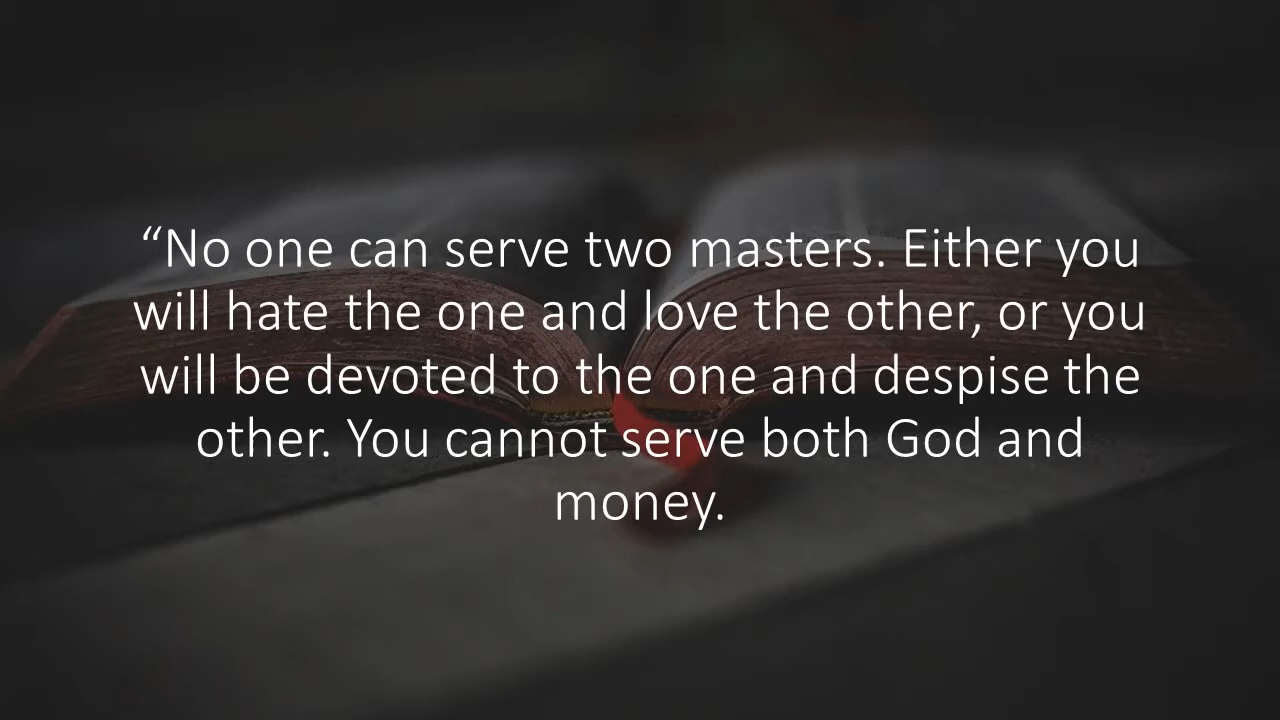 “No one can serve two masters. Either you
will hate the one and love the other, or you
will be devoted to the one and despise the
other. You cannot serve both God and
money.